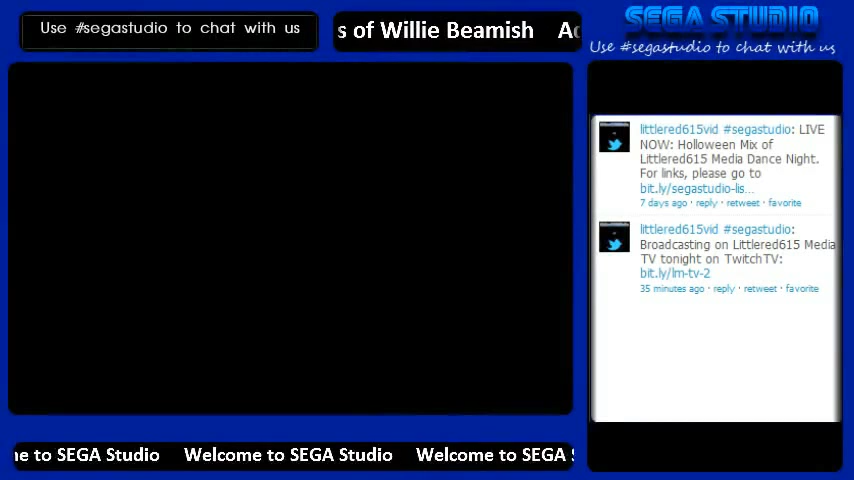 Use #segastudio to chat with us
s of Willie Beamish
SEGA STUDIO
Use #segastudio to chat with us
littlered615vid #segastudio: LIVE
NOW: Holloween Mix of
Littlered615 Media Dance Night.
For links, please go to
bit.ly/segastudio-lis...
7 days ago · reply · retweet · favorite
littlered615vid #segastudio:
Broadcasting on Littlered615 Media
TV tonight on TwitchTV:
bit.ly/lm-tv-2
35 minutes ago · reply · retweet · favorite
e to SEGA Studio Welcome to SEGA Studio Welcome to SEGA